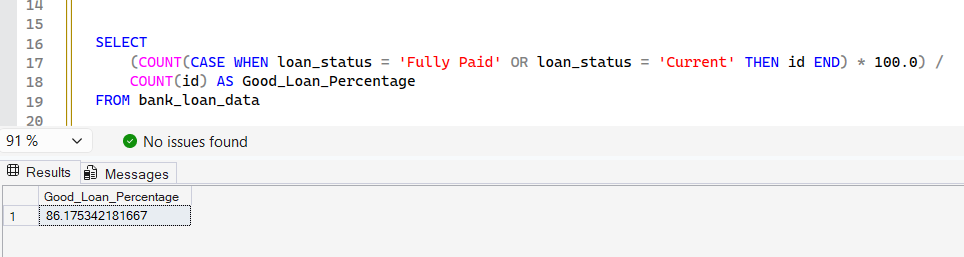 14
15
16 SELECT
17 (COUNT(CASE WHEN loan_status = 'Fully Paid' OR loan_status = 'Current' THEN id END) * 100.0) /
18 COUNT(id) AS Good_Loan_Percentage
19 FROM bank_loan_data
20
91 % No issues found
Results Messages
Good_Loan_Percentage
1 86.175342181667